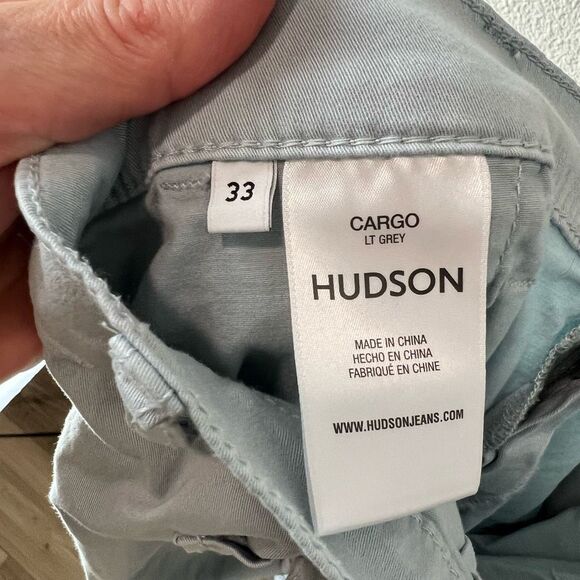 33
CARGO
LT GREY
HUDSON
MADE IN CHINA
HECHO EN CHINA
FABRIQUÉ EN CHINE
WWW.HUDSONJEANS.COM